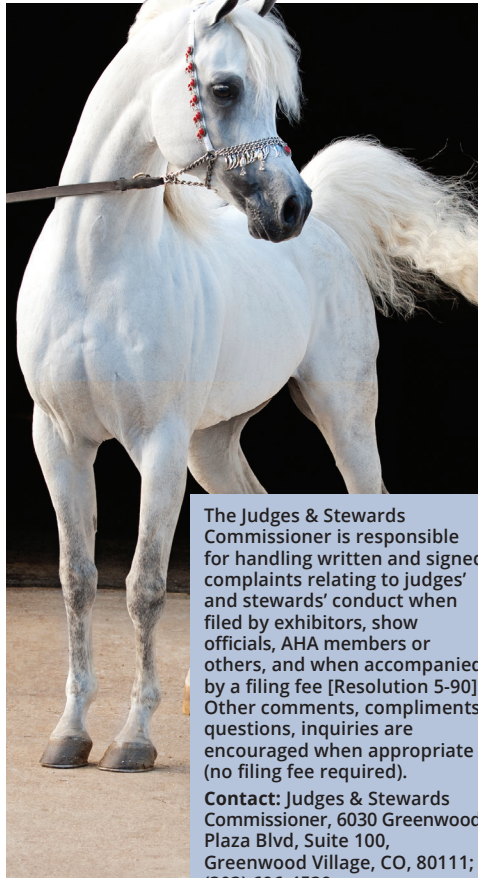 The Judges & Stewards
Commissioner is responsible
for handling written and signed
complaints relating to judges’
and stewards’ conduct when
filed by exhibitors, show
officials, AHA members or
others, and when accompanied
by a filing fee [Resolution 5-90]
Other comments, compliments
questions, inquiries are
encouraged when appropriate
(no filing fee required).
Contact: Judges & Stewards
Commissioner, 6030 Greenwood
Plaza Blvd, Suite 100,
Greenwood Village, CO, 80111;